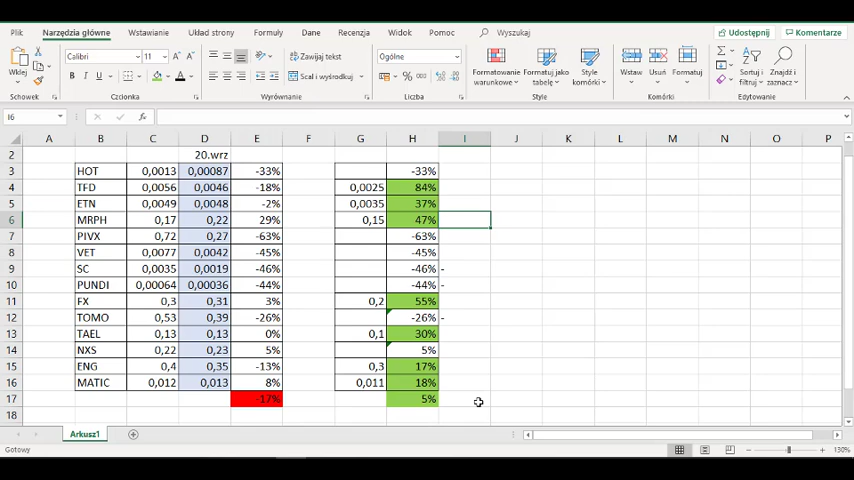 Plik Narzędzia główne Wstawianie Układ strony Formuły Dane Recenzja Widok Pomoc Wyszukaj Udostępnij Komentarze
Wklej
Calibri 11
B I U
Zawijaj tekst
Scal i wyśrodkuj
Ogólne
% 000
Formatowanie warunkowe
Formatuj jako tabelę
Style komórki
Wstaw Usuń Formatuj
Sortuj i filtruj
Znajdź i zaznacz
Schowek Czcionka Wyrównanie Liczba Style Komórki
I6 fx
A B C D E F G H I J K L M N O P
2 20.wrz
3 HOT 0,0013 0,00087 -33% -33%
4 TFD 0,0056 0,0046 -18% 0,0025 84%
5 ETN 0,0049 0,0048 -2% 0,0035 37%
6 MRPH 0,17 0,22 29% 0,15 47%
7 PIVX 0,72 0,27 -63% -63%
8 VET 0,0077 0,0042 -45% -45%
9 SC 0,0035 0,0019 -46% -46% -
10 PUNDI 0,00064 0,00036 -44% -44% -
11 FX 0,3 0,31 3% 0,2 55%
12 TOMO 0,53 0,39 -26% -26% -
13 TAEL 0,13 0,13 0% 0,1 30%
14 NXS 0,22 0,23 5% 5%
15 ENG 0,4 0,35 -13% 0,3 17%
16 MATIC 0,012 0,013 8% 0,011 18%
17 -17% 5%
18
Arkusz1
Gotowy 130%